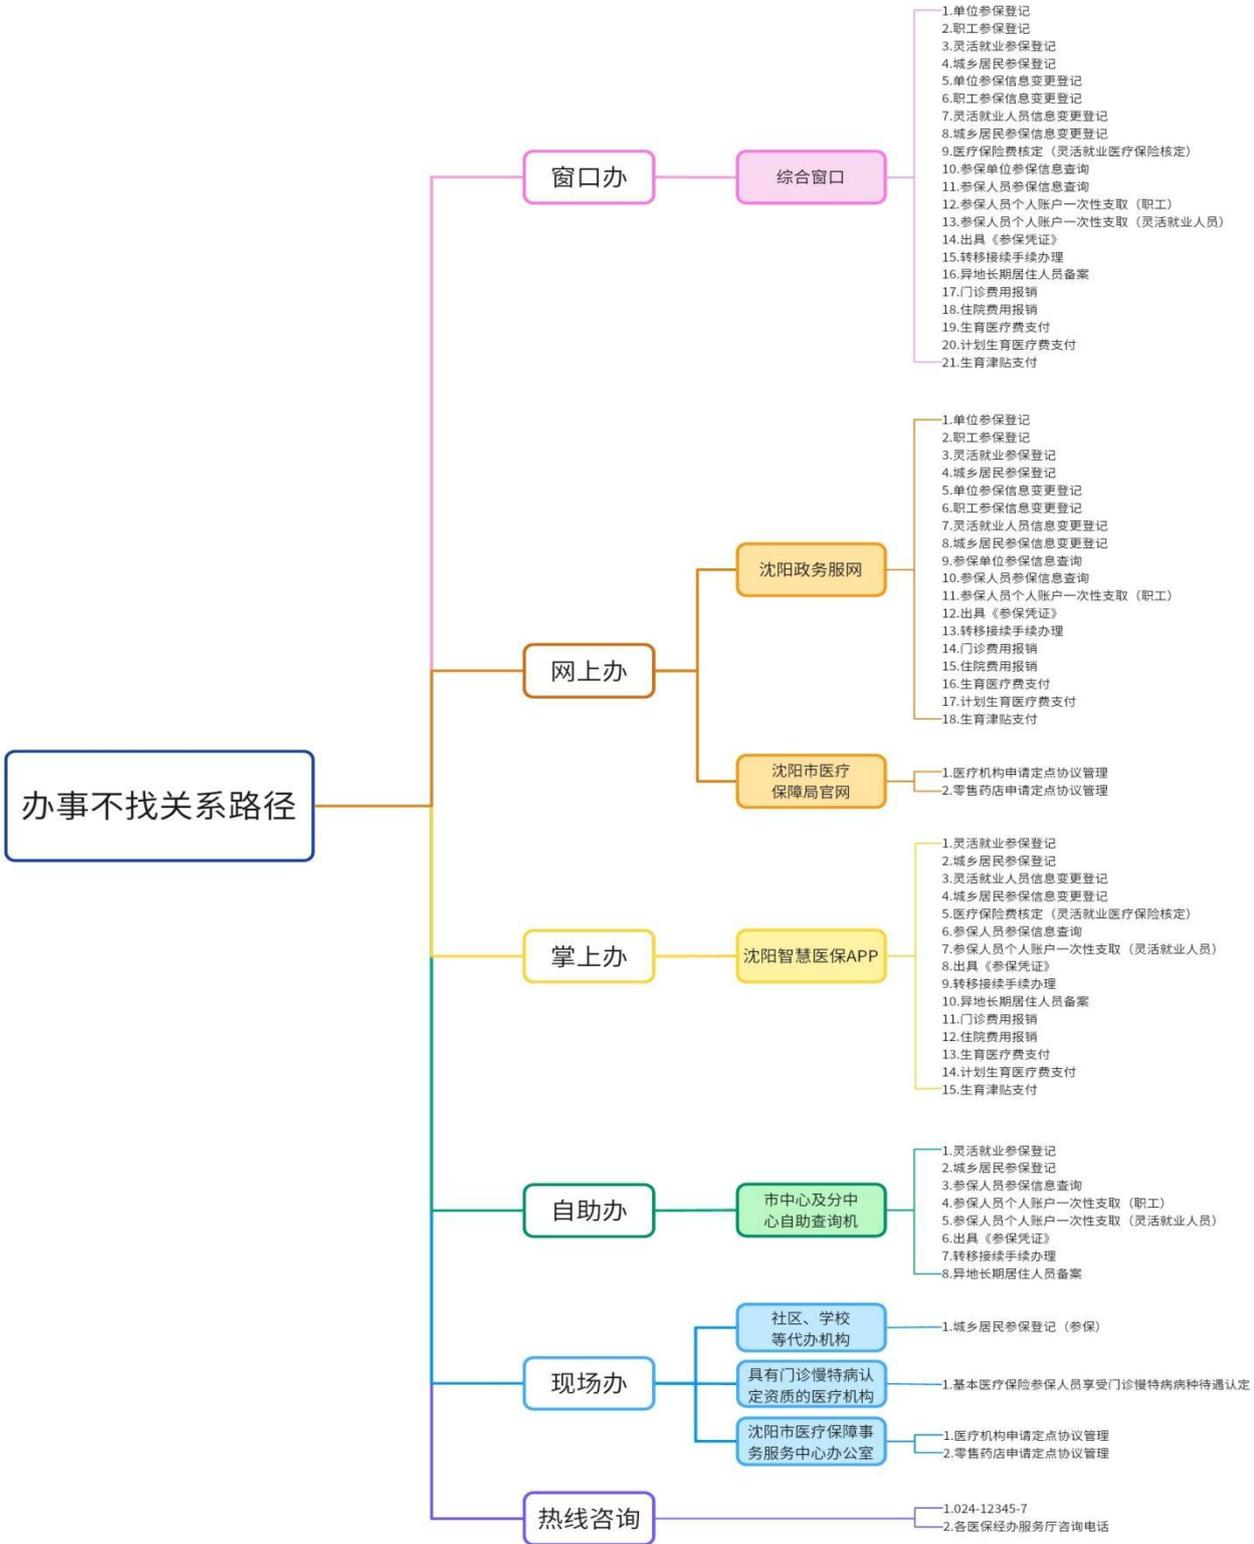 办事不找关系路径
窗口办
综合窗口
1.单位参保登记
2.职工参保登记
3.灵活就业参保登记
4.城乡居民参保登记
5.单位参保信息变更登记
6.职工参保信息变更登记
7.灵活就业人员信息变更登记
8.城乡居民参保信息变更登记
9.医疗保险费核定（灵活就业医疗保险核定）
10.参保单位参保信息查询
11.参保人员参保信息查询
12.参保人员个人账户一次性支取（职工）
13.参保人员个人账户一次性支取（灵活就业人员）
14.出具《参保凭证》
15.转移接续手续办理
16.异地长期居住人员备案
17.门诊费用报销
18.住院费用报销
19.生育医疗费支付
20.计划生育医疗费支付
21.生育津贴支付
网上办
沈阳政务服网
1.单位参保登记
2.职工参保登记
3.灵活就业参保登记
4.城乡居民参保登记
5.单位参保信息变更登记
6.职工参保信息变更登记
7.灵活就业人员信息变更登记
8.城乡居民参保信息变更登记
9.参保单位参保信息查询
10.参保人员参保信息查询
11.参保人员个人账户一次性支取（职工）
12.出具《参保凭证》
13.转移接续手续办理
14.门诊费用报销
15.住院费用报销
16.生育医疗费支付
17.计划生育医疗费支付
18.生育津贴支付
沈阳市医疗
保障局官网
1.医疗机构申请定点协议管理
2.零售药店申请定点协议管理
掌上办
沈阳智慧医保APP
1.灵活就业参保登记
2.城乡居民参保登记
3.灵活就业人员信息变更登记
4.城乡居民参保信息变更登记
5.医疗保险费核定（灵活就业医疗保险核定）
6.参保人员参保信息查询
7.参保人员个人账户一次性支取（灵活就业人员）
8.出具《参保凭证》
9.转移接续手续办理
10.异地长期居住人员备案
11.门诊费用报销
12.住院费用报销
13.生育医疗费支付
14.计划生育医疗费支付
15.生育津贴支付
自助办
市中心及分中
心自助查询机
1.灵活就业参保登记
2.城乡居民参保登记
3.参保人员参保信息查询
4.参保人员个人账户一次性支取（职工）
5.参保人员个人账户一次性支取（灵活就业人员）
6.出具《参保凭证》
7.转移接续手续办理
8.异地长期居住人员备案
现场办
社区、学校
等代办机构
1.城乡居民参保登记（参保）
具有门诊慢特病认
定资质的医疗机构
1.基本医疗保险参保人员享受门诊慢特病病种待遇认定
沈阳市医疗保障事
务服务中心办公室
1.医疗机构申请定点协议管理
2.零售药店申请定点协议管理
热线咨询
1.024-12345-7
2.各医保经办服务厅咨询电话